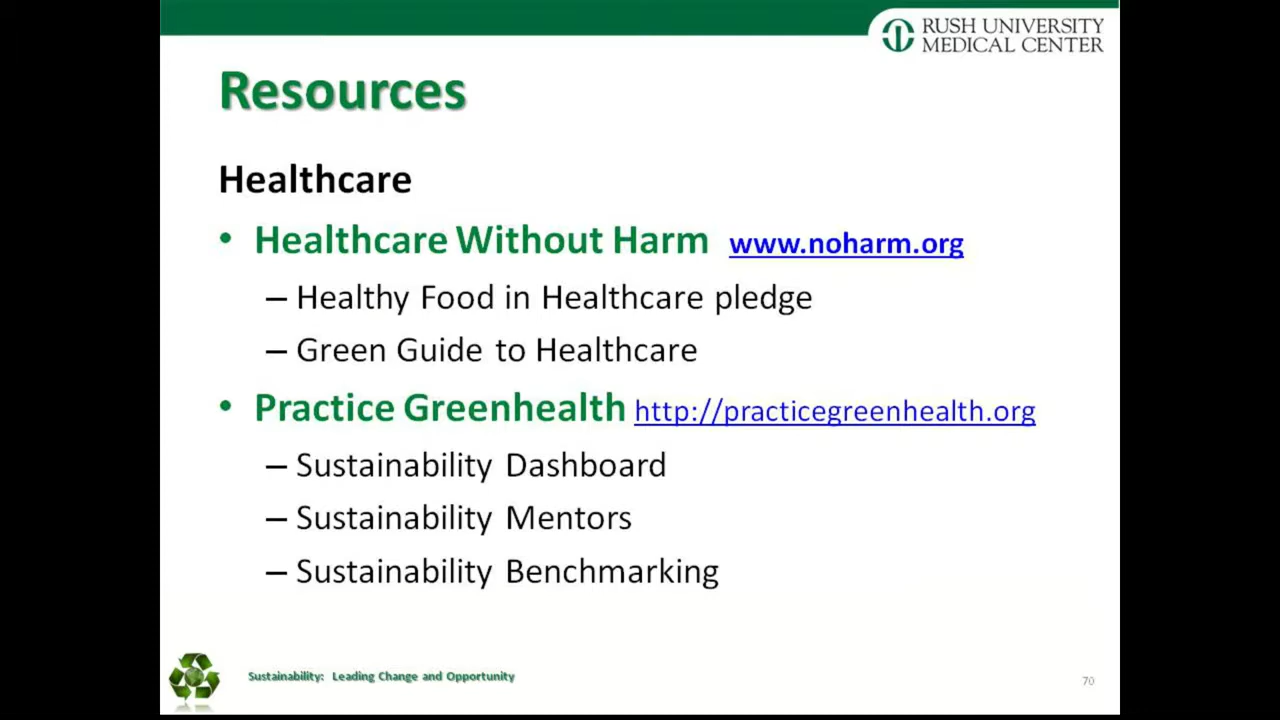 RUSH UNIVERSITY
MEDICAL CENTER
Resources
Healthcare
• Healthcare Without Harm www.noharm.org
– Healthy Food in Healthcare pledge
– Green Guide to Healthcare
• Practice Greenhealth http://practicegreenhealth.org
– Sustainability Dashboard
– Sustainability Mentors
– Sustainability Benchmarking
Sustainability: Leading Change and Opportunity
70